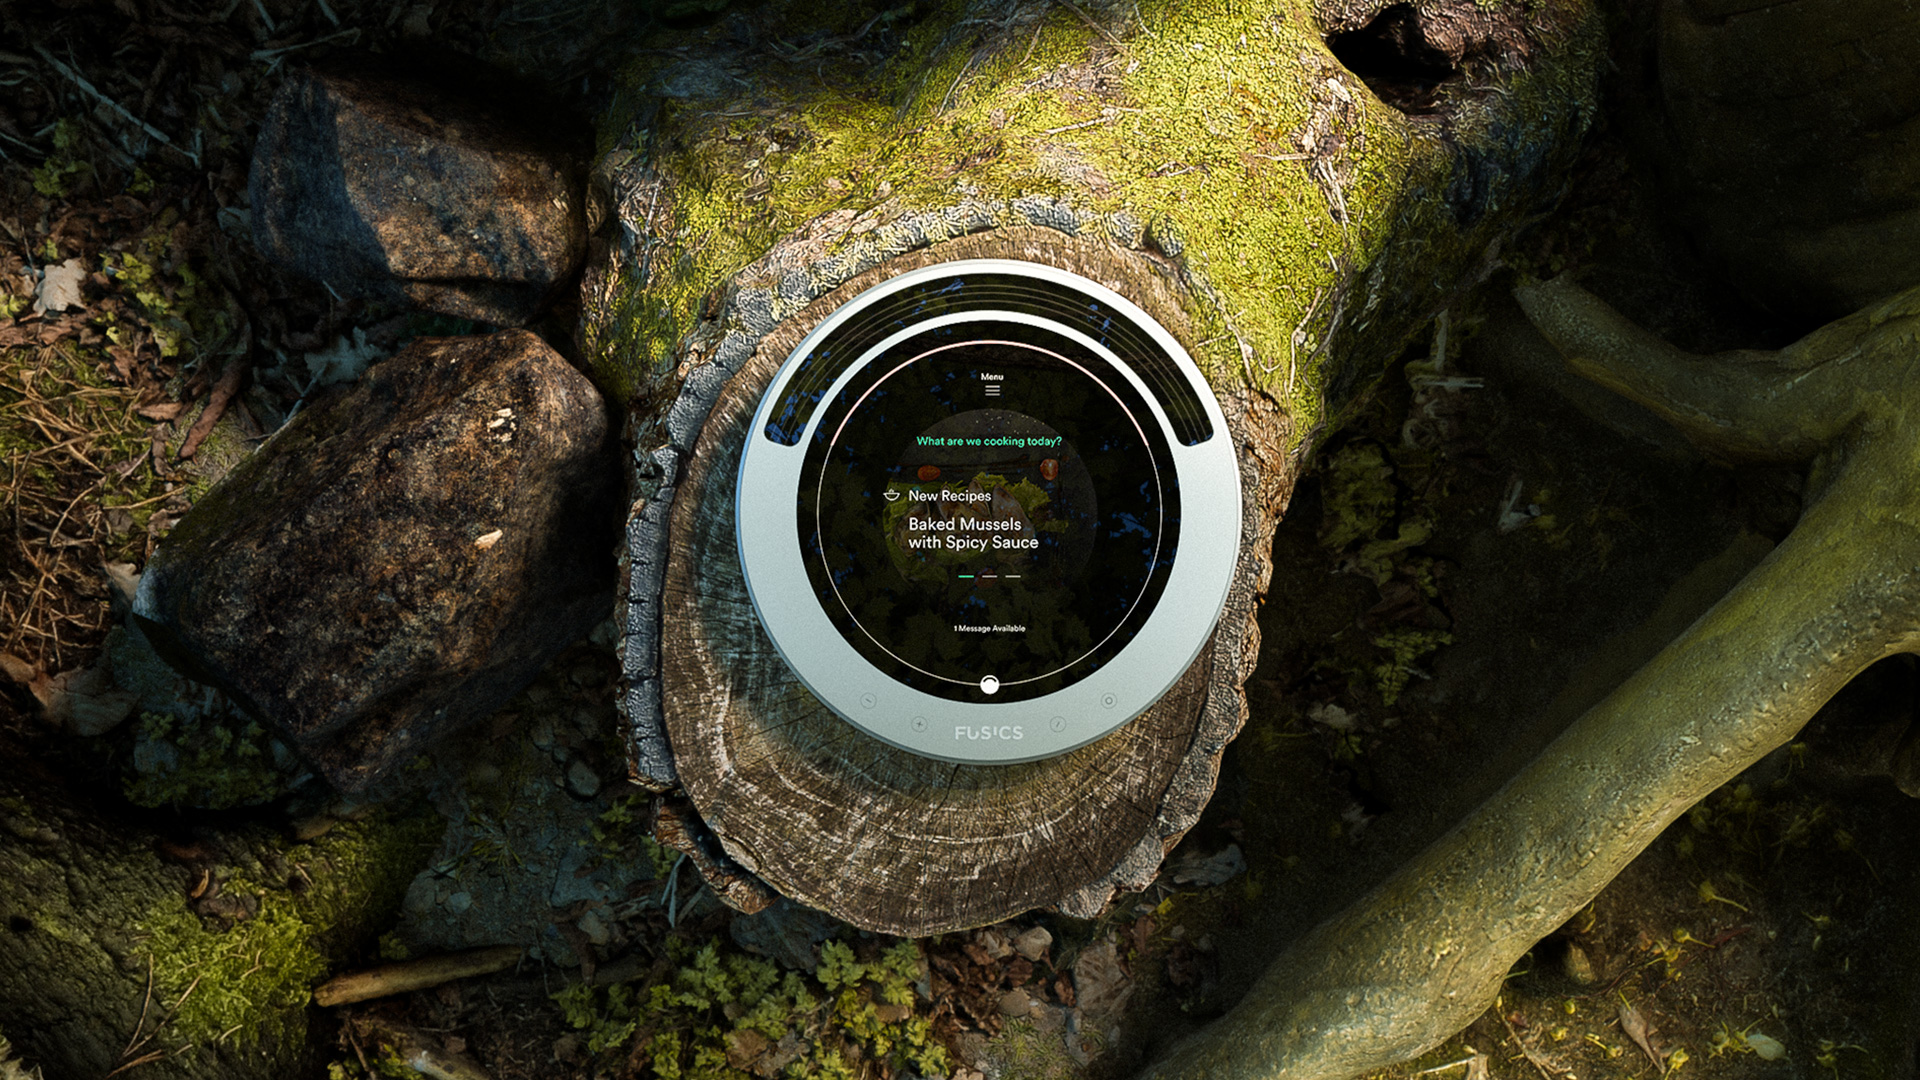 Menu
What are we cooking today?
New Recipes
Baked Mussels
with Spicy Sauce
1 Message Available
FUSICS